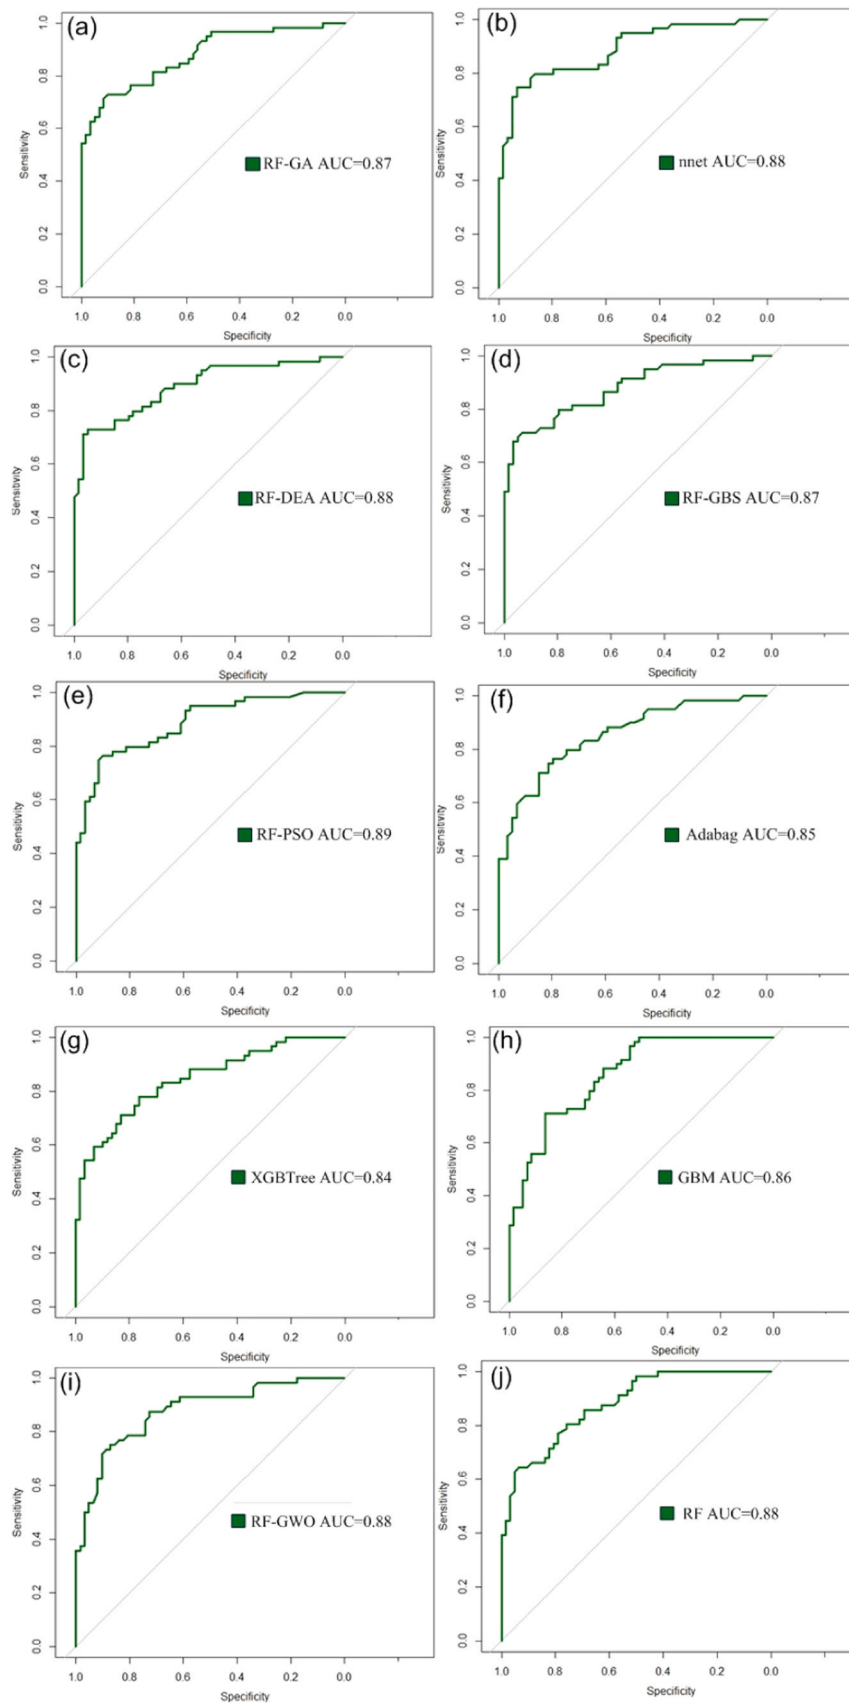 (a)
1.0
0.8
0.6
0.4
0.2
0.0
Sensitivity
RF-GA AUC=0.87
1.0 0.8 0.6 0.4 0.2 0.0
Specificity
(b)
1.0
0.8
0.6
0.4
0.2
0.0
Sensitivity
nnet AUC=0.88
1.0 0.8 0.6 0.4 0.2 0.0
Specificity
(c)
1.0
0.8
0.6
0.4
0.2
0.0
Sensitivity
RF-DEA AUC=0.88
1.0 0.8 0.6 0.4 0.2 0.0
Specificity
(d)
1.0
0.8
0.6
0.4
0.2
0.0
Sensitivity
RF-GBS AUC=0.87
1.0 0.8 0.6 0.4 0.2 0.0
Specificity
(e)
1.0
0.8
0.6
0.4
0.2
0.0
Sensitivity
RF-PSO AUC=0.89
1.0 0.8 0.6 0.4 0.2 0.0
Specificity
(f)
1.0
0.8
0.6
0.4
0.2
0.0
Sensitivity
Adabag AUC=0.85
1.0 0.8 0.6 0.4 0.2 0.0
Specificity
(g)
1.0
0.8
0.6
0.4
0.2
0.0
Sensitivity
XGBTree AUC=0.84
1.0 0.8 0.6 0.4 0.2 0.0
Specificity
(h)
1.0
0.8
0.6
0.4
0.2
0.0
Sensitivity
GBM AUC=0.86
1.0 0.8 0.6 0.4 0.2 0.0
Specificity
(i)
1.0
0.8
0.6
0.4
0.2
0.0
Sensitivity
RF-GWO AUC=0.88
1.0 0.8 0.6 0.4 0.2 0.0
Specificity
(j)
1.0
0.8
0.6
0.4
0.2
0.0
Sensitivity
RF AUC=0.88
1.0 0.8 0.6 0.4 0.2 0.0
Specificity